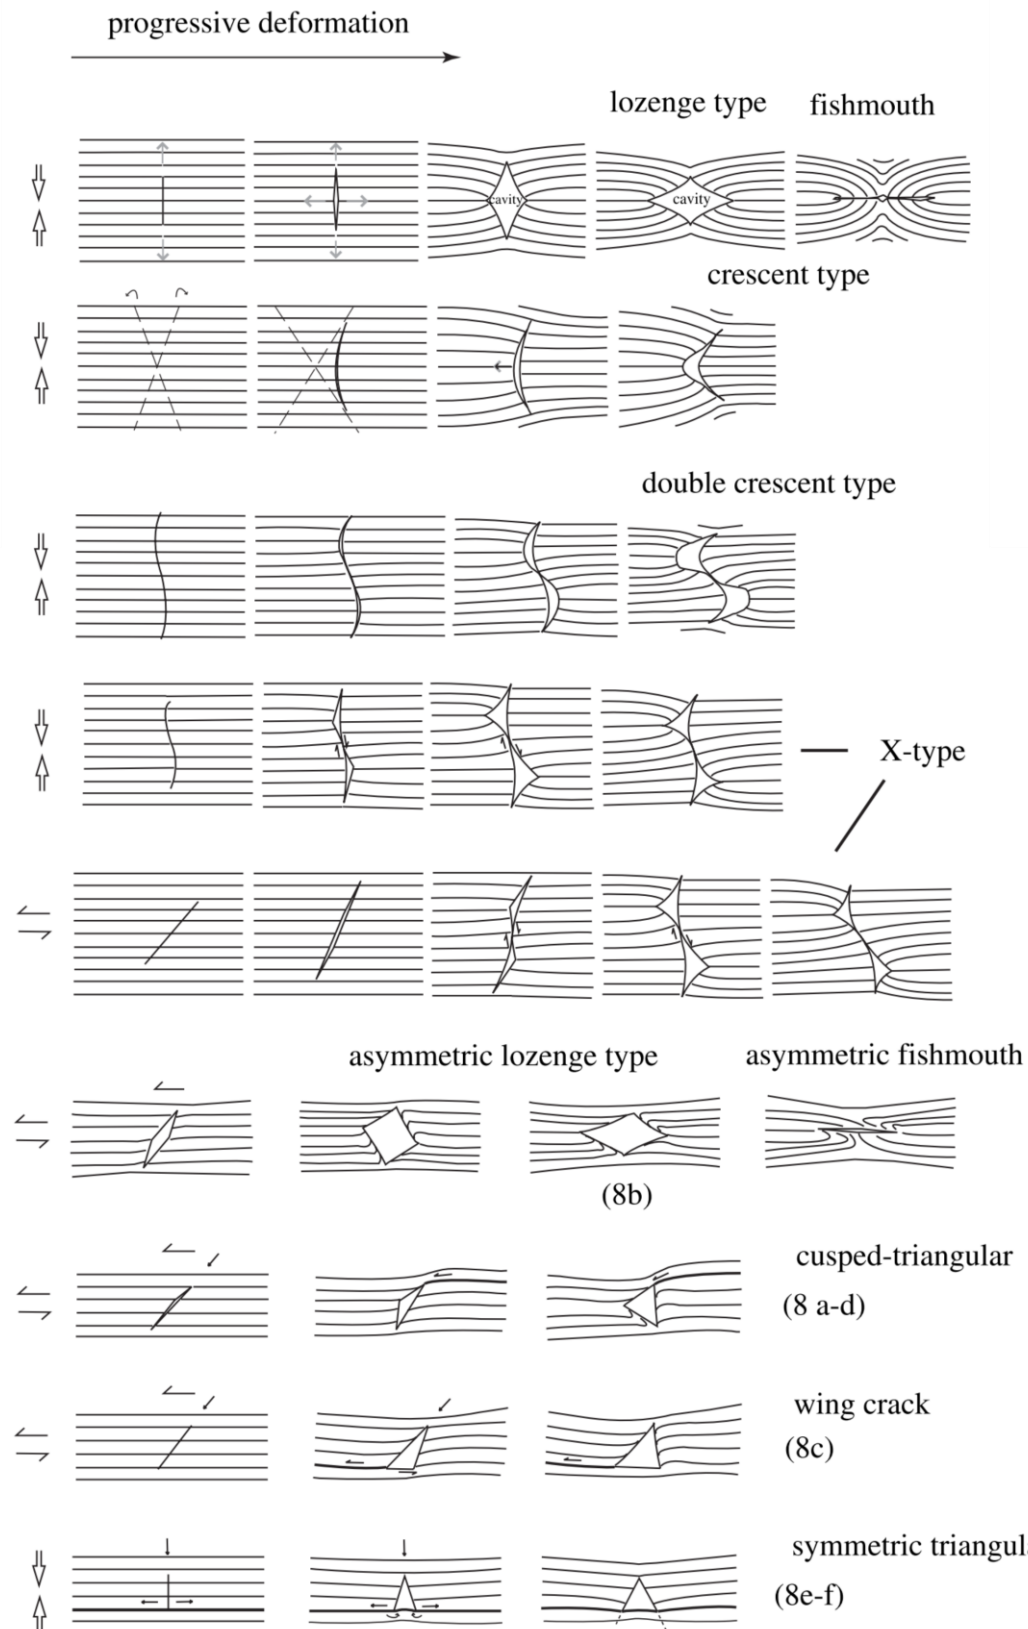 progressive deformation
lozenge type
fishmouth
cavity
cavity
crescent type
double crescent type
X-type
asymmetric lozenge type
asymmetric fishmouth
(8b)
cusped-triangular
(8 a-d)
wing crack
(8c)
symmetric triangula
(8e-f)